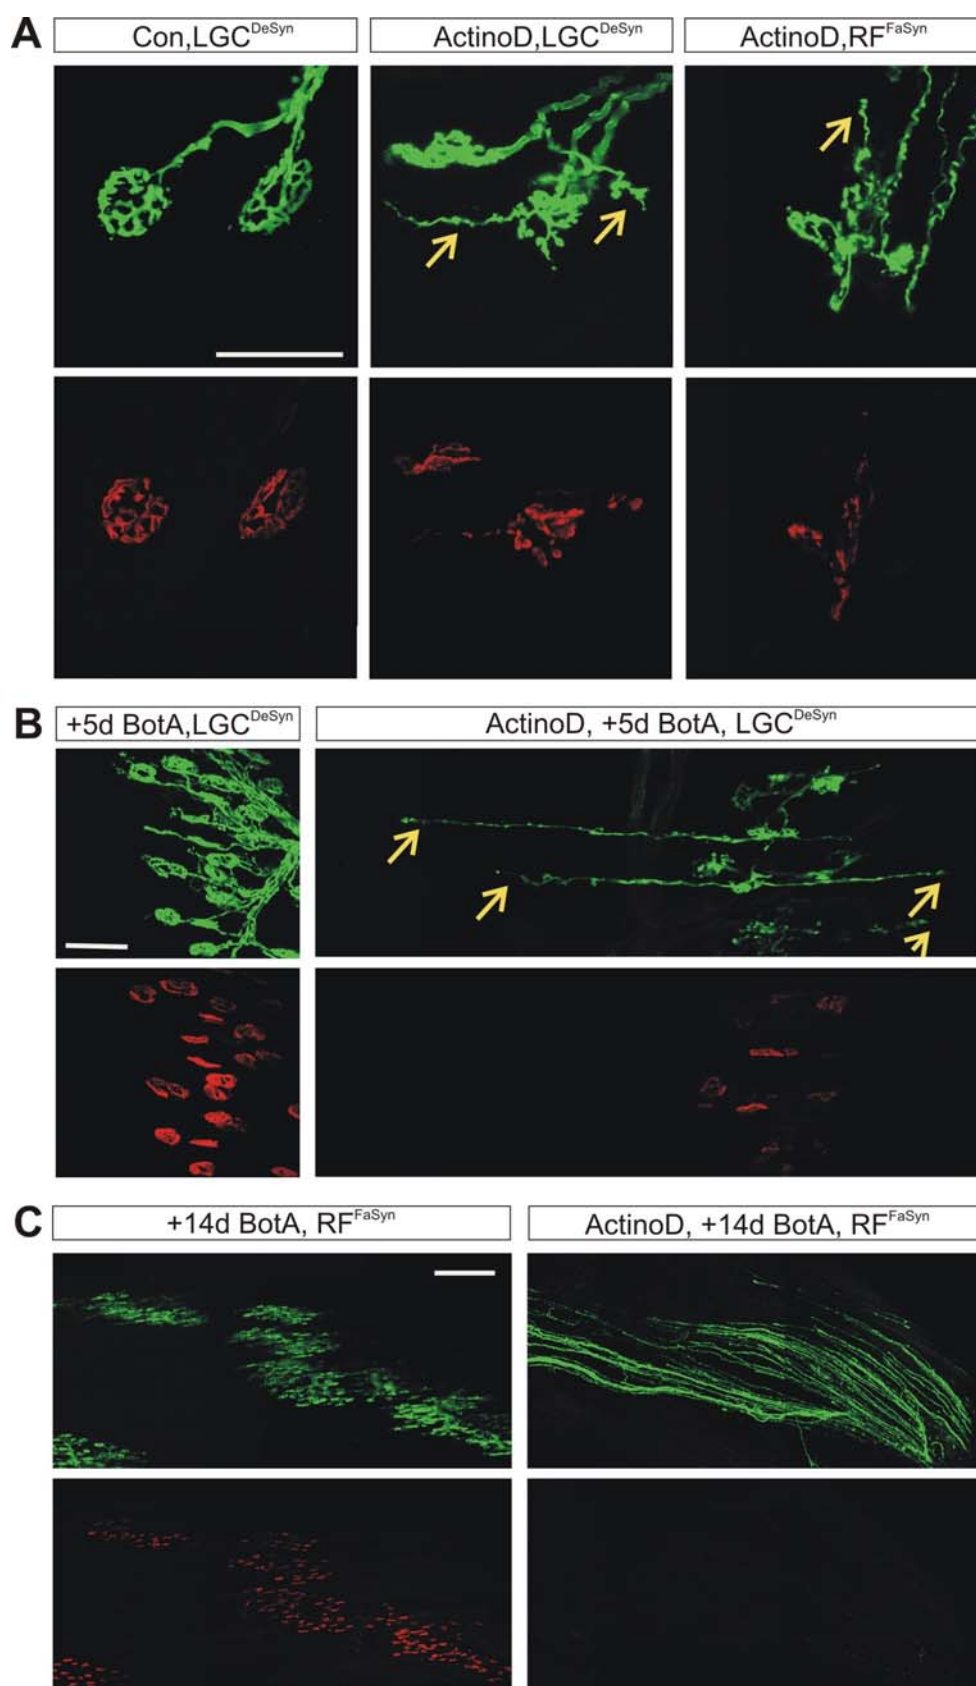 A
Con,LGC^DeSyn
ActinoD,LGC^DeSyn
ActinoD,RF^FaSyn
B
+5d BotA,LGC^DeSyn
ActinoD, +5d BotA, LGC^DeSyn
C
+14d BotA, RF^FaSyn
ActinoD, +14d BotA, RF^FaSyn